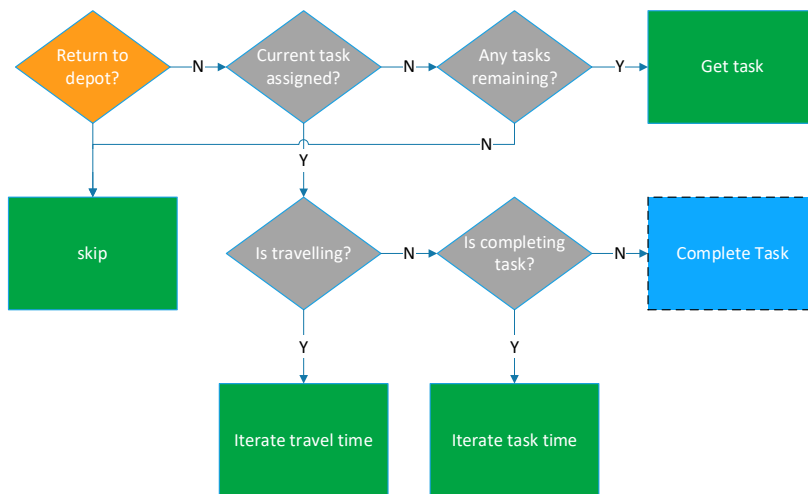 Return to
depot?
N
Current task
assigned?
N
Any tasks
remaining?
Y
Get task
N
Y
skip
Is travelling?
N
Is completing
task?
N
Complete Task
Y
Y
Iterate travel time
Iterate task time